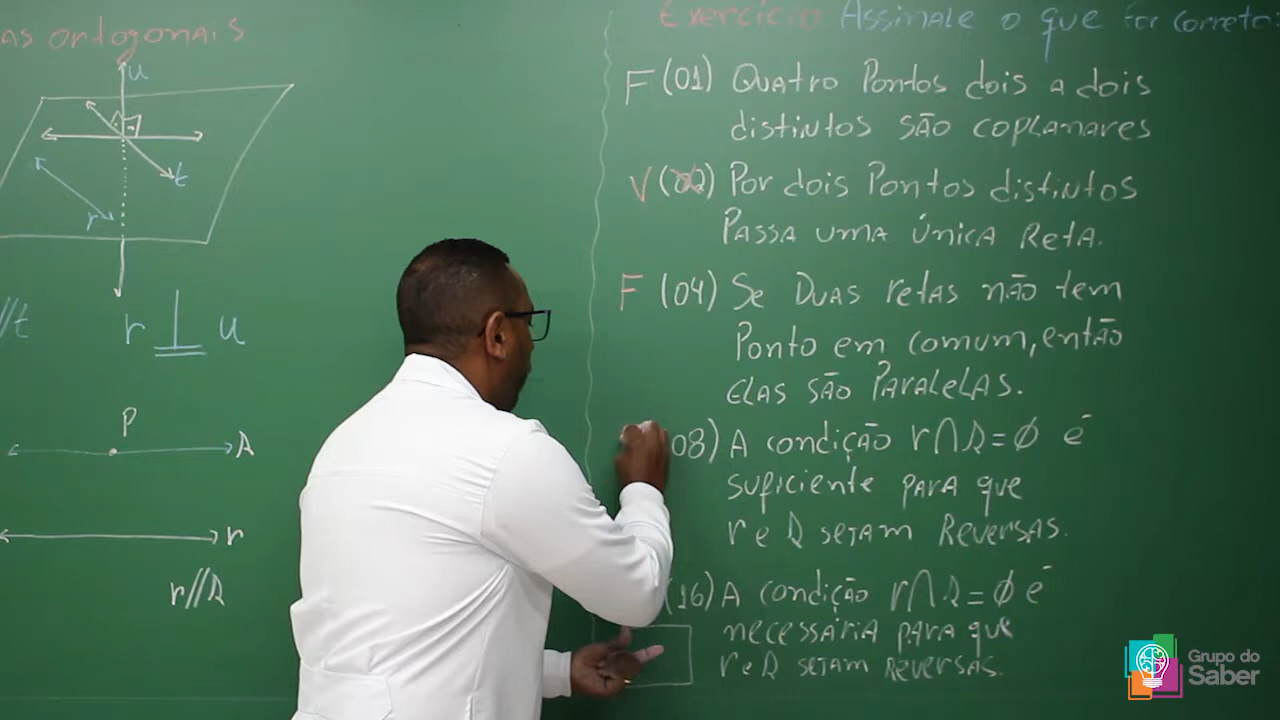 as ortogonais
u
t
r
//t
r ⊥ u
P
s
r
r//s
Exercício Assinale o que for correto:
F (01) Quatro Pontos dois a dois
distintos são coplanares
V (02) Por dois Pontos distintos
Passa uma única Reta.
F (04) Se Duas retas não tem
Ponto em comum, então
elas são Paralelas.
08) A condição r∩s=∅ é
suficiente para que
r e s sejam Reversas.
(16) A condição r∩s=∅ é
necessária para que
r e s sejam Reversas.
Grupo do
Saber